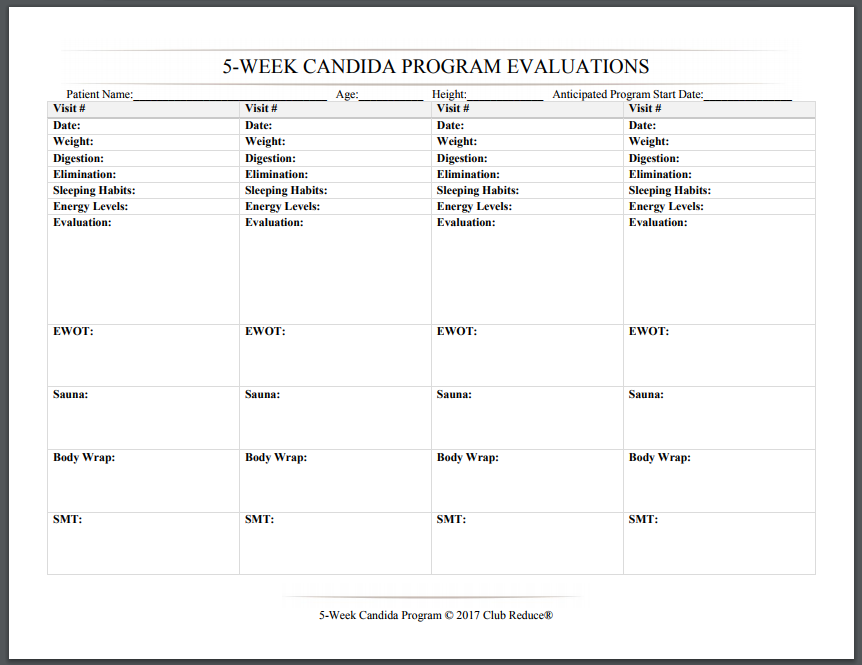 5-WEEK CANDIDA PROGRAM EVALUATIONS
Patient Name:________________________________ Age:___________ Height:_____________ Anticipated Program Start Date:_______________
Visit # Visit # Visit # Visit #
Date: Date: Date: Date:
Weight: Weight: Weight: Weight:
Digestion: Digestion: Digestion: Digestion:
Elimination: Elimination: Elimination: Elimination:
Sleeping Habits: Sleeping Habits: Sleeping Habits: Sleeping Habits:
Energy Levels: Energy Levels: Energy Levels: Energy Levels:
Evaluation: Evaluation: Evaluation: Evaluation:
EWOT: EWOT: EWOT: EWOT:
Sauna: Sauna: Sauna: Sauna:
Body Wrap: Body Wrap: Body Wrap: Body Wrap:
SMT: SMT: SMT: SMT:
5-Week Candida Program © 2017 Club Reduce®